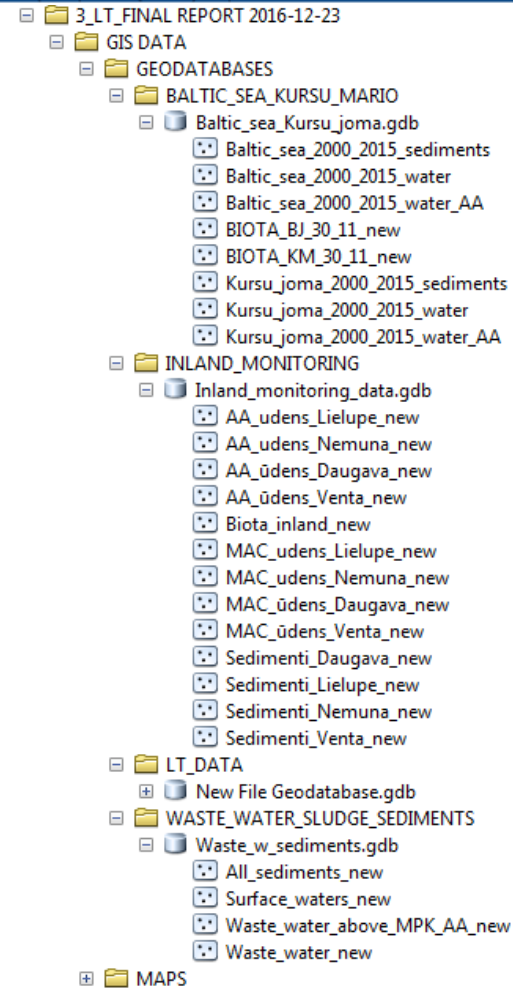 3_LT_FINAL REPORT 2016-12-23
GIS DATA
GEODATABASES
BALTIC_SEA_KURSU_MARIO
Baltic_sea_Kursu_joma.gdb
Baltic_sea_2000_2015_sediments
Baltic_sea_2000_2015_water
Baltic_sea_2000_2015_water_AA
BIOTA_BJ_30_11_new
BIOTA_KM_30_11_new
Kursu_joma_2000_2015_sediments
Kursu_joma_2000_2015_water
Kursu_joma_2000_2015_water_AA
INLAND_MONITORING
Inland_monitoring_data.gdb
AA_udens_Lielupe_new
AA_udens_Nemuna_new
AA_ūdens_Daugava_new
AA_ūdens_Venta_new
Biota_inland_new
MAC_udens_Lielupe_new
MAC_udens_Nemuna_new
MAC_ūdens_Daugava_new
MAC_ūdens_Venta_new
Sedimenti_Daugava_new
Sedimenti_Lielupe_new
Sedimenti_Nemuna_new
Sedimenti_Venta_new
LT_DATA
New File Geodatabase.gdb
WASTE_WATER_SLUDGE_SEDIMENTS
Waste_w_sediments.gdb
All_sediments_new
Surface_waters_new
Waste_water_above_MPK_AA_new
Waste_water_new
MAPS